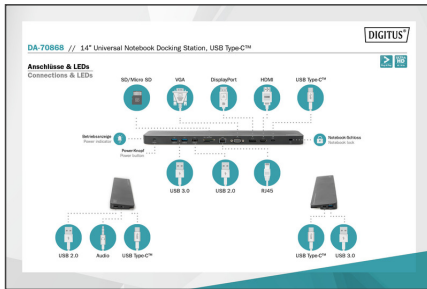 DIGITUS®
DA-70868 // 14" Universal Notebook Docking Station, USB Type-C™
Anschlüsse & LEDs
Connections & LEDs
SD/Micro SD
VGA
DisplayPort
HDMI
USB Type-C™
Betriebsanzeige
Power indicator
Notebook Schloss
Notebook lock
Power-Knopf
Power button
USB 3.0
USB 2.0
RJ45
USB 2.0
Audio
USB Type-C™
USB Type-C™
USB 3.0